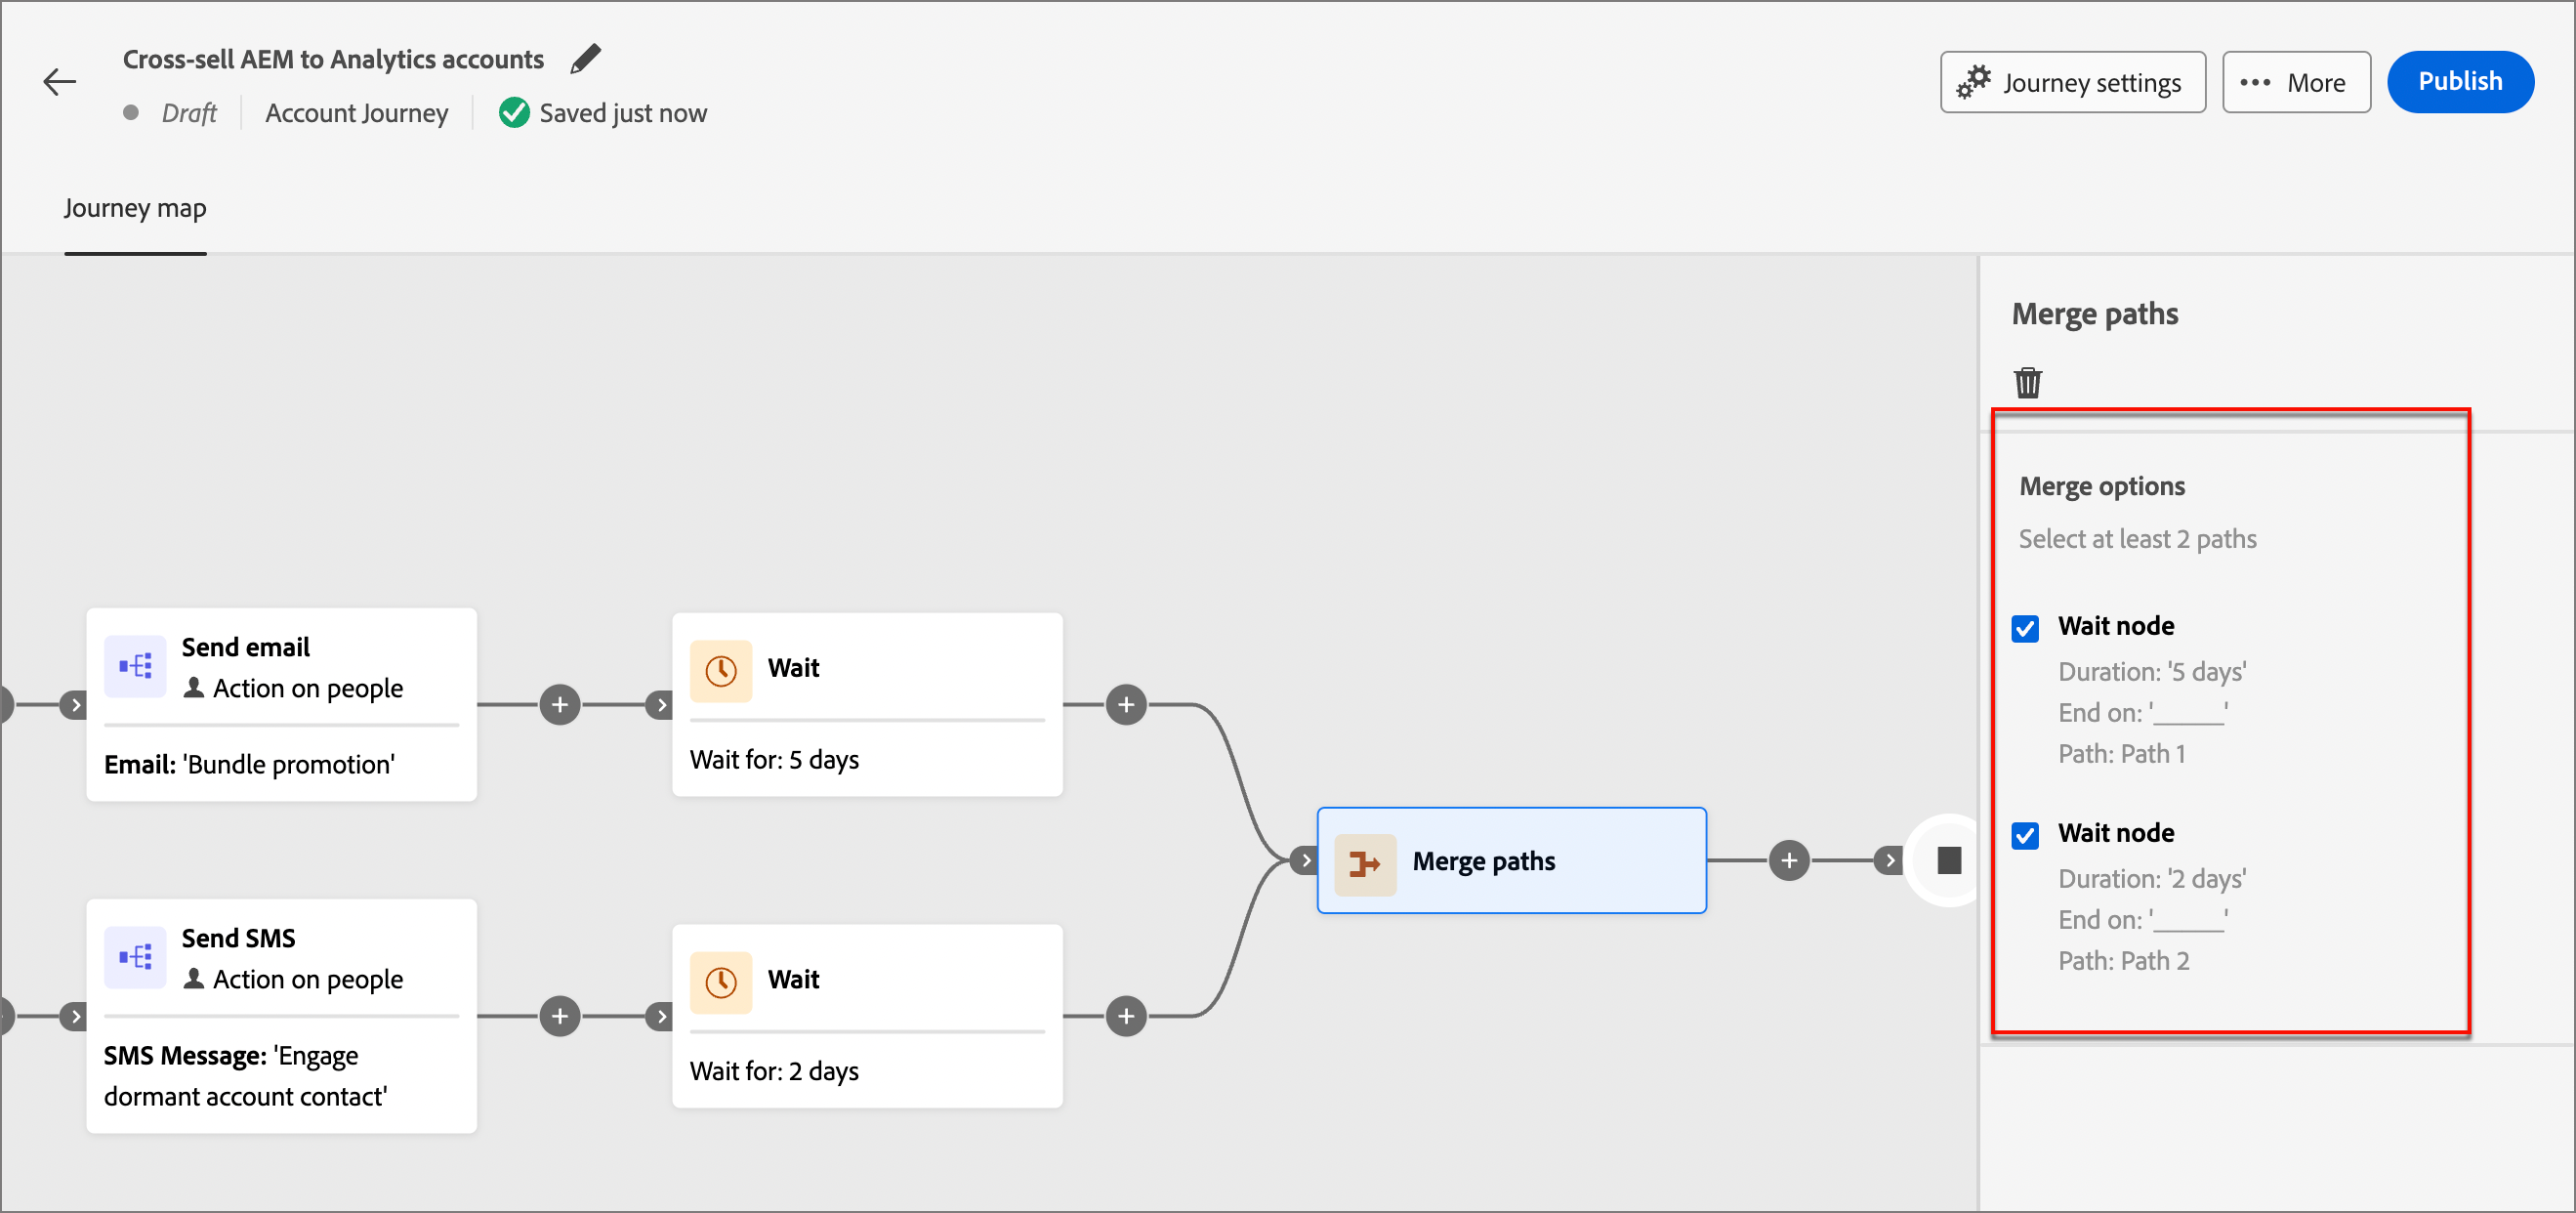 Cross-sell AEM to Analytics accounts
Draft
Account Journey
Saved just now
Journey settings
More
Publish
Journey map
Send email
Action on people
Email: 'Bundle promotion'
Wait
Wait for: 5 days
Send SMS
Action on people
SMS Message: 'Engage
dormant account contact'
Wait
Wait for: 2 days
Merge paths
Merge paths
Merge options
Select at least 2 paths
Wait node
Duration: '5 days'
End on: '_____'
Path: Path 1
Wait node
Duration: '2 days'
End on: '_____'
Path: Path 2